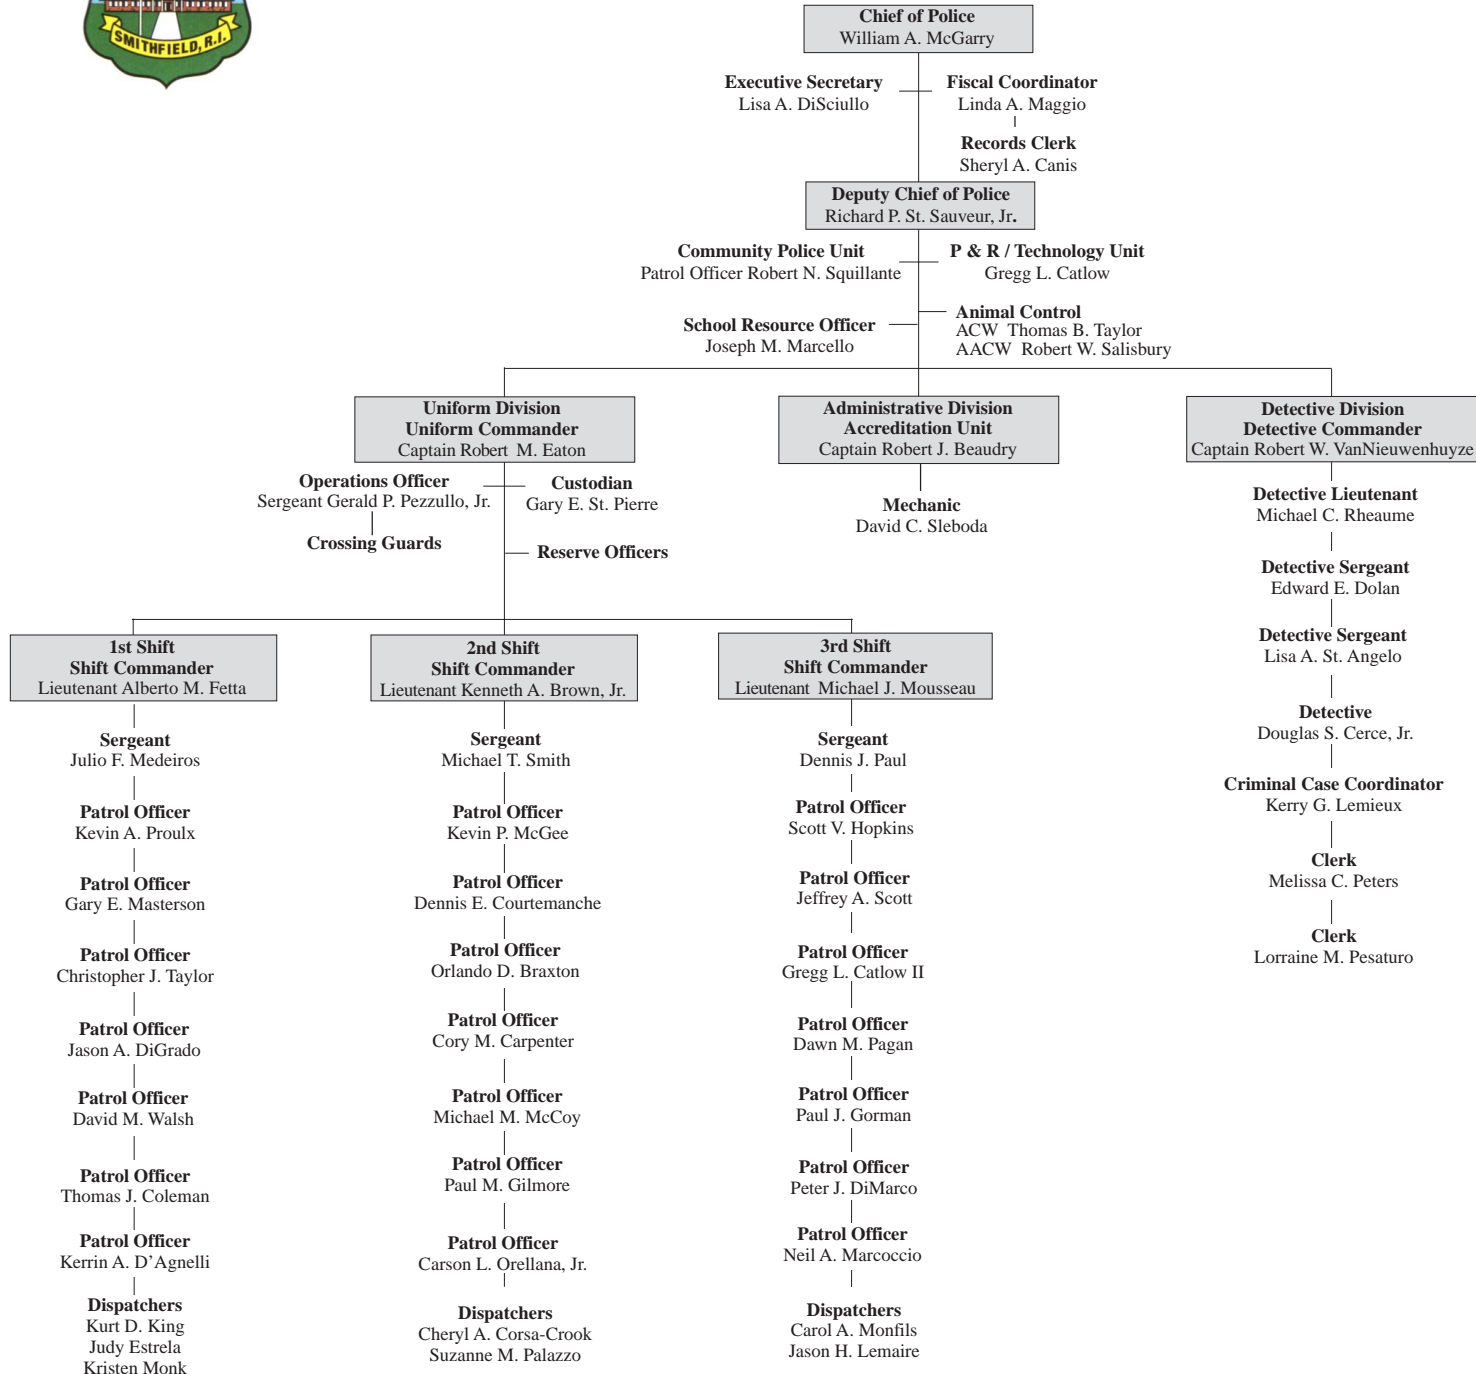 SMITHFIELD, R.I.
Chief of Police
William A. McGarry
Executive Secretary
Lisa A. DiSciullo
Fiscal Coordinator
Linda A. Maggio
Records Clerk
Sheryl A. Canis
Deputy Chief of Police
Richard P. St. Sauveur, Jr.
Community Police Unit
Patrol Officer Robert N. Squillante
P & R / Technology Unit
Gregg L. Catlow
School Resource Officer
Joseph M. Marcello
Animal Control
ACW Thomas B. Taylor
AACW Robert W. Salisbury
Uniform Division
Uniform Commander
Captain Robert M. Eaton
Operations Officer
Sergeant Gerald P. Pezzullo, Jr.
Crossing Guards
Custodian
Gary E. St. Pierre
Reserve Officers
Administrative Division
Accreditation Unit
Captain Robert J. Beaudry
Mechanic
David C. Sleboda
Detective Division
Detective Commander
Captain Robert W. VanNieuwenhuyze
Detective Lieutenant
Michael C. Rheaume
Detective Sergeant
Edward E. Dolan
Detective Sergeant
Lisa A. St. Angelo
Detective
Douglas S. Cerce, Jr.
Criminal Case Coordinator
Kerry G. Lemieux
Clerk
Melissa C. Peters
Clerk
Lorraine M. Pesaturo
1st Shift
Shift Commander
Lieutenant Alberto M. Fetta
Sergeant
Julio F. Medeiros
Patrol Officer
Kevin A. Proulx
Patrol Officer
Gary E. Masterson
Patrol Officer
Christopher J. Taylor
Patrol Officer
Jason A. DiGrado
Patrol Officer
David M. Walsh
Patrol Officer
Thomas J. Coleman
Patrol Officer
Kerrin A. D’Agnelli
Dispatchers
Kurt D. King
Judy Estrela
Kristen Monk
2nd Shift
Shift Commander
Lieutenant Kenneth A. Brown, Jr.
Sergeant
Michael T. Smith
Patrol Officer
Kevin P. McGee
Patrol Officer
Dennis E. Courtemanche
Patrol Officer
Orlando D. Braxton
Patrol Officer
Cory M. Carpenter
Patrol Officer
Michael M. McCoy
Patrol Officer
Paul M. Gilmore
Patrol Officer
Carson L. Orellana, Jr.
Dispatchers
Cheryl A. Corsa-Crook
Suzanne M. Palazzo
3rd Shift
Shift Commander
Lieutenant Michael J. Mousseau
Sergeant
Dennis J. Paul
Patrol Officer
Scott V. Hopkins
Patrol Officer
Jeffrey A. Scott
Patrol Officer
Gregg L. Catlow II
Patrol Officer
Dawn M. Pagan
Patrol Officer
Paul J. Gorman
Patrol Officer
Peter J. DiMarco
Patrol Officer
Neil A. Marcoccio
Dispatchers
Carol A. Monfils
Jason H. Lemaire